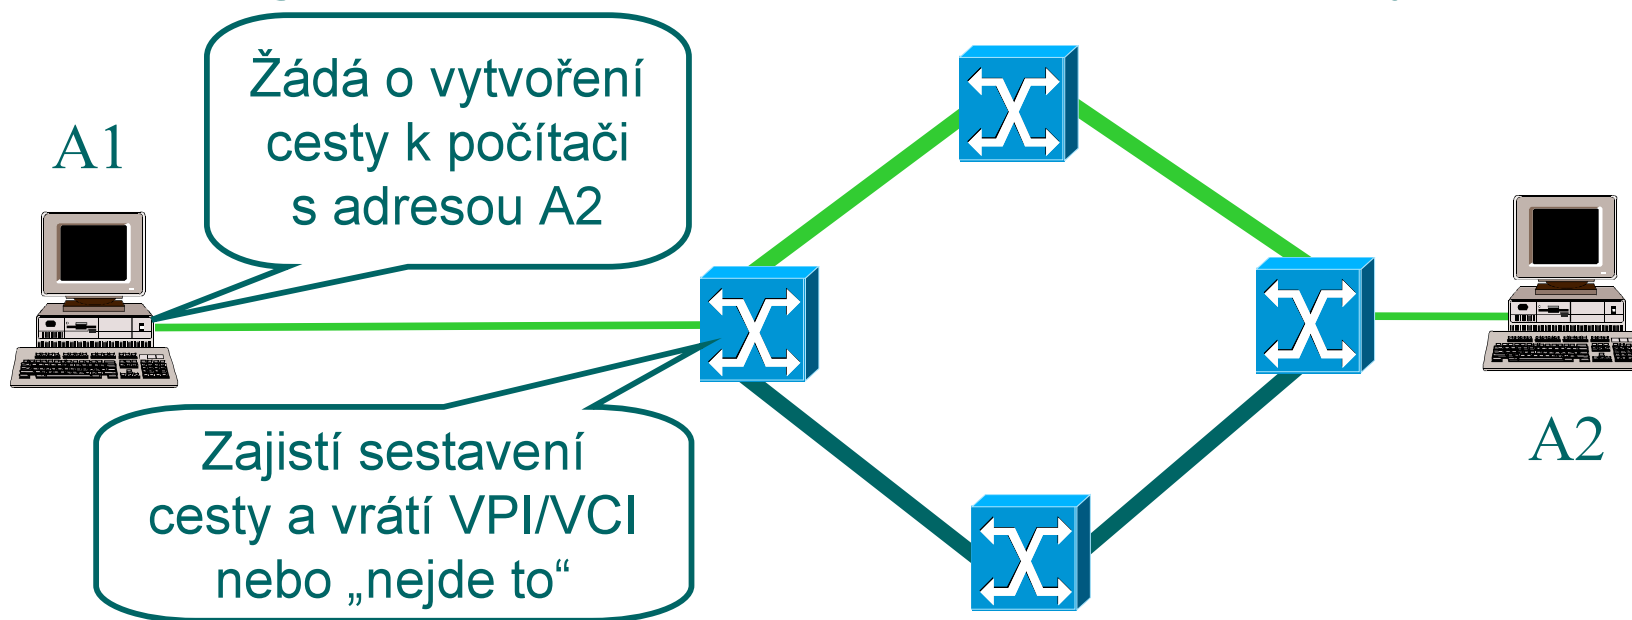 A1
Žádá o vytvoření
cesty k počítači
s adresou A2
Zajistí sestavení
cesty a vrátí VPI/VCI
nebo „nejde to“
A2